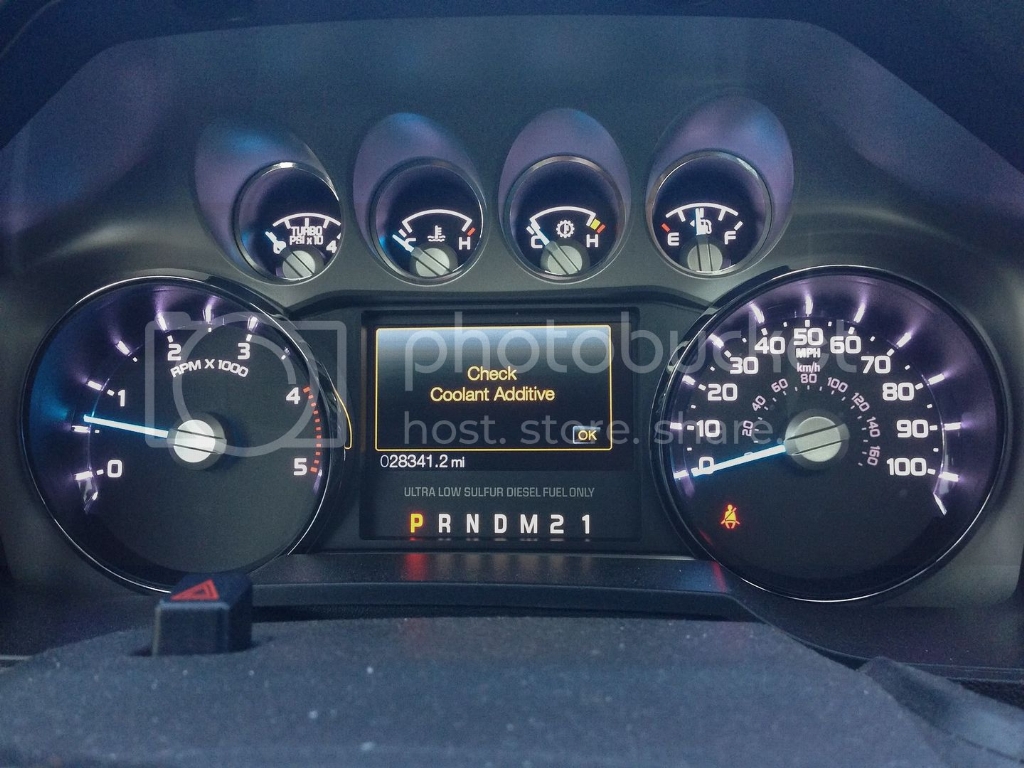 TURBO
PSI x 10
0 4
C H
C H
E F
0 1 2 3 4 5
RPM X 1000
Check
Coolant Additive
OK
028341.2 mi
ULTRA LOW SULFUR DIESEL FUEL ONLY
P R N D M 2 1
0 10 20 30 40 50 60 70 80 90 100
MPH
km/h
20 40 60 80 100 120 140 160
photobucket
host. store. share.